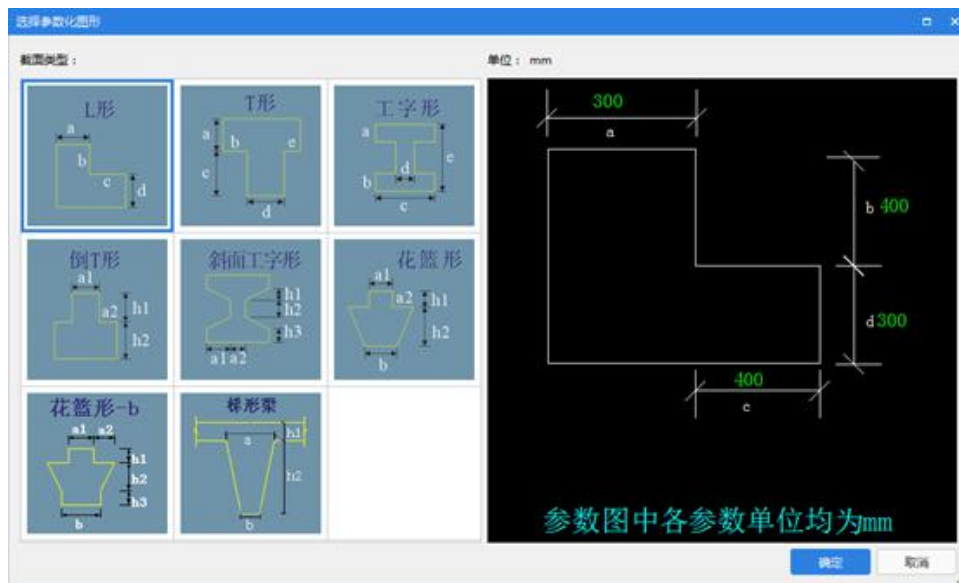 选择参数化图形
截面类型：
单位： mm
L形
a
b
c
d
T形
a
b
e
c
d
工字形
a
d
e
b
c
倒T形
a1
a2
h1
h2
斜面工字形
h1
h2
h3
a1
a2
花篮形
a1
a2
h1
h2
b
花篮形-b
a1
a2
h1
h2
h3
b
梯形梁
a
h1
h2
b
300
a
b 400
d 300
400
c
参数图中各参数单位均为mm
确定
取消